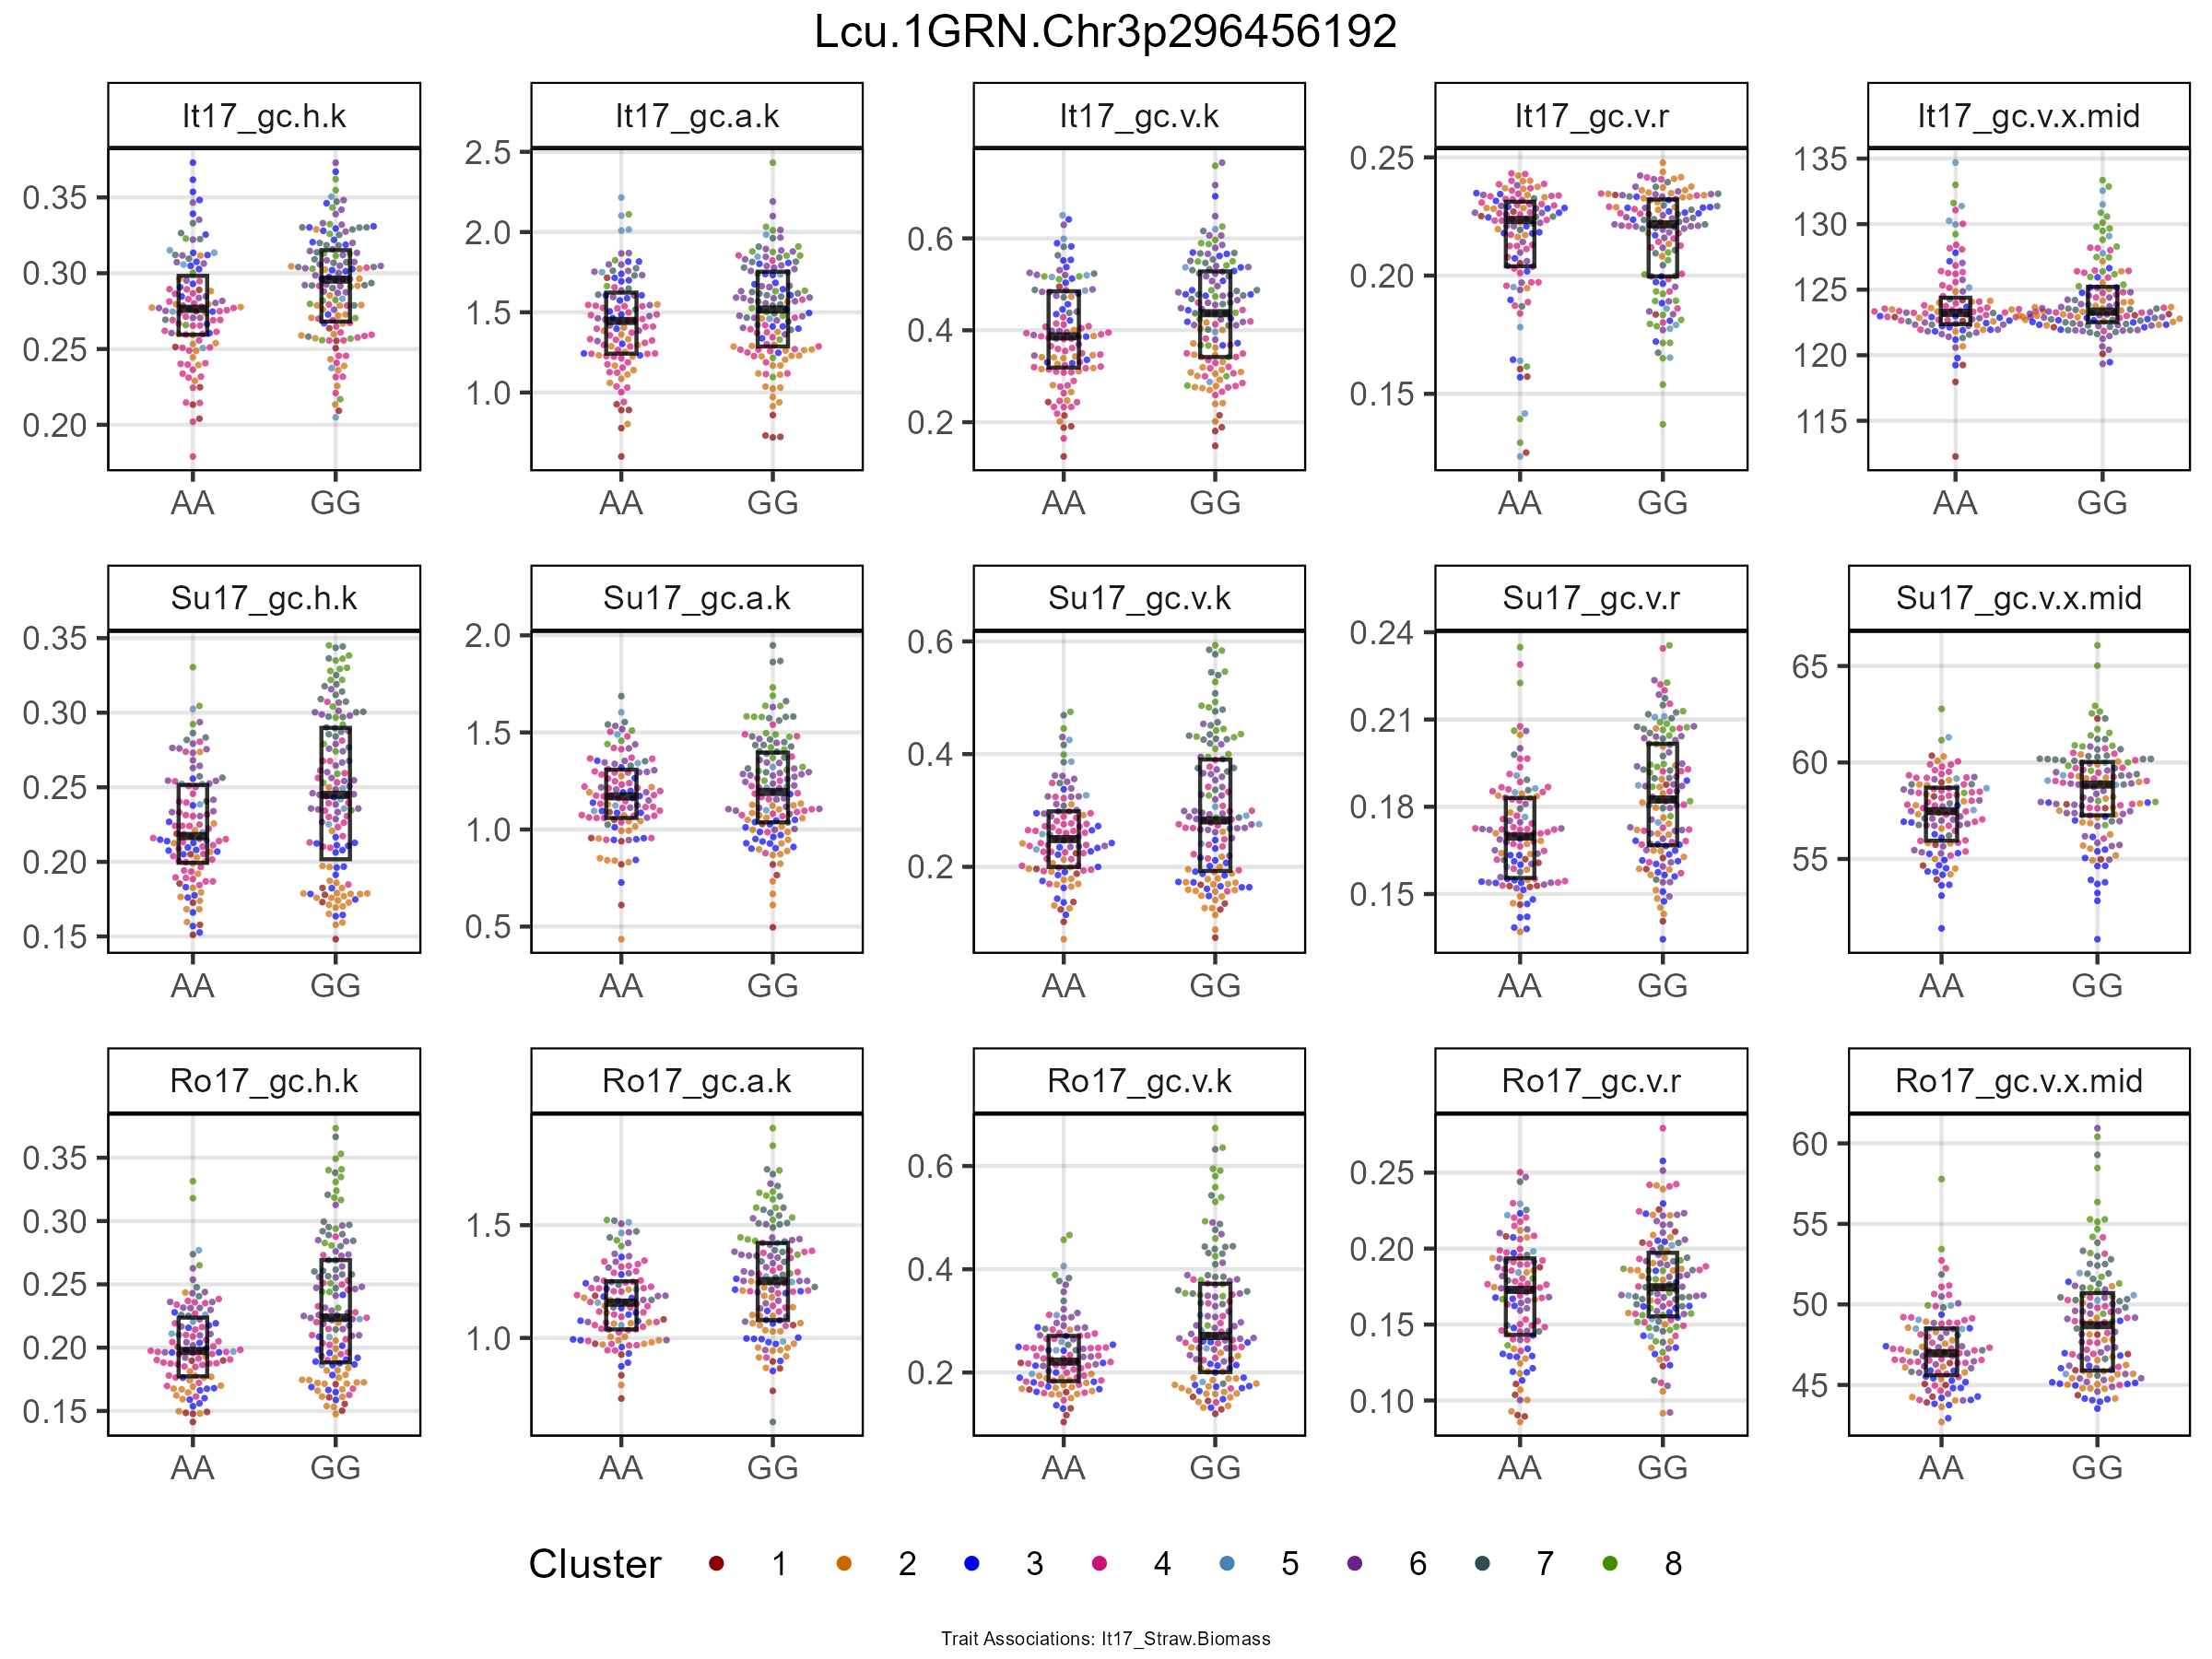 Lcu.1GRN.Chr3p296456192
It17_gc.h.k It17_gc.a.k It17_gc.v.k It17_gc.v.r It17_gc.v.x.mid
0.35 0.30 0.25 0.20
2.5 2.0 1.5 1.0
0.6 0.4 0.2
0.25 0.20 0.15
135 130 125 120 115
AA GG AA GG AA GG AA GG AA GG
Su17_gc.h.k Su17_gc.a.k Su17_gc.v.k Su17_gc.v.r Su17_gc.v.x.mid
0.35 0.30 0.25 0.20 0.15
2.0 1.5 1.0 0.5
0.6 0.4 0.2
0.24 0.21 0.18 0.15
65 60 55
AA GG AA GG AA GG AA GG AA GG
Ro17_gc.h.k Ro17_gc.a.k Ro17_gc.v.k Ro17_gc.v.r Ro17_gc.v.x.mid
0.35 0.30 0.25 0.20 0.15
1.5 1.0
0.6 0.4 0.2
0.25 0.20 0.15 0.10
60 55 50 45
AA GG AA GG AA GG AA GG AA GG
Cluster 1 2 3 4 5 6 7 8
Trait Associations: It17_Straw.Biomass